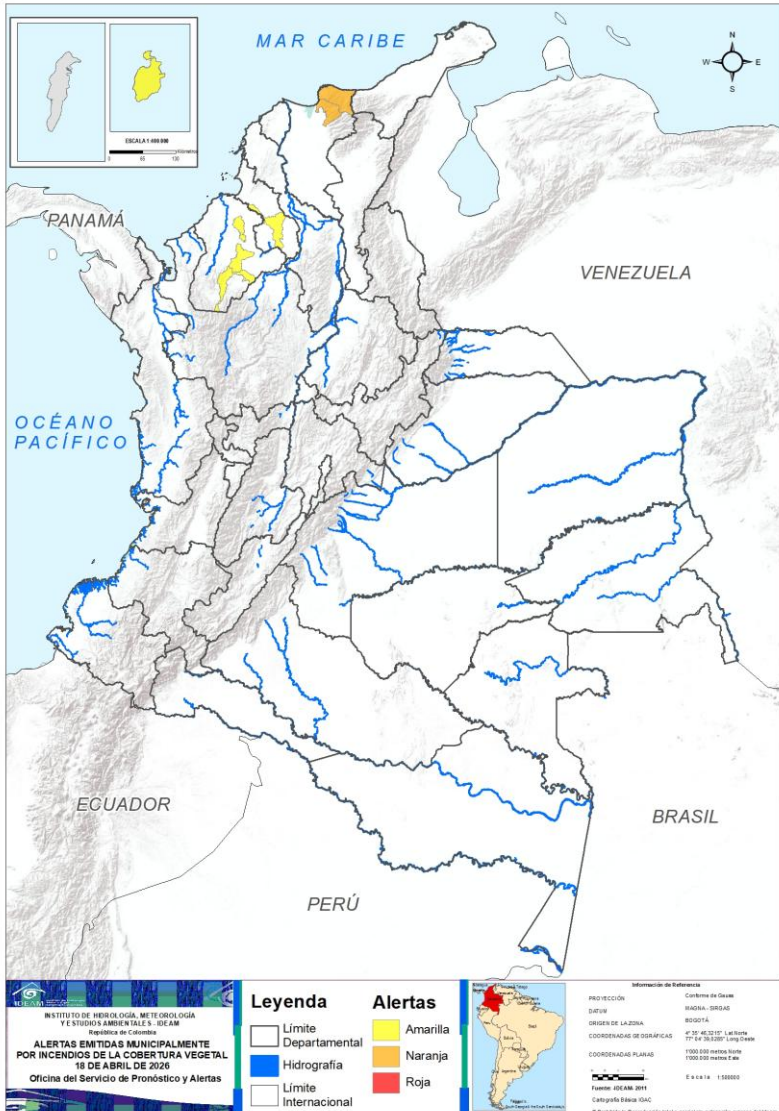 MAR CARIBE
N
W
E
S
ESCALA 1:400.000
PANAMÁ
VENEZUELA
OCÉANO
PACÍFICO
ECUADOR
BRASIL
PERÚ
IDEAM
INSTITUTO DE HIDROLOGÍA, METEOROLOGÍA
Y ESTUDIOS AMBIENTALES - IDEAM
República de Colombia
ALERTAS EMITIDAS MUNICIPALMENTE
POR INCENDIOS DE LA COBERTURA VEGETAL
18 DE ABRIL DE 2026
Oficina del Servicio de Pronóstico y Alertas
Leyenda
Límite
Departamental
Hidrografía
Límite
Internacional
Alertas
Amarilla
Naranja
Roja
Información de Referencia
PROYECCIÓN Conforme de Gauss
DATUM MAGNA - SIRGAS
ORIGEN DE LA ZONA BOGOTÁ
COORDENADAS GEOGRÁFICAS
COORDENADAS PLANAS 1'000.000 metros Norte
1'000.000 metros Este
Fuente: IDEAM- 2011
Cartografía Básica IGAC